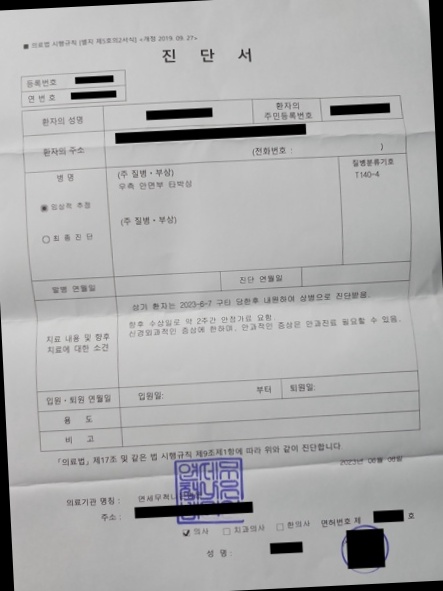 ■ 의료법 시행규칙 [별지 제5호의2서식] <개정 2019. 09. 27>
진 단 서
등록번호
연 번 호
환자의 성명
환자의
주민등록번호
환자의 주소
(전화번호 : )
병 명
(주 질병ㆍ부상)
우측 안면부 타박상
질병분류기호
T140-4
◉ 임상적 추정
○ 최 종 진 단
(주 질병ㆍ부상)
발병 연월일
진단 연월일
치료 내용 및 향후
치료에 대한 소견
상기 환자는 2023-6-7 구타 당한후 내원하여 상병으로 진단받음.
향후 수상일로 약 2주간 안정가료 요함.
신경외과적인 증상에 한하며, 안과적인 증상은 안과진료 필요할 수 있음.
입원ㆍ퇴원 연월일
입원일: 부터
퇴원일:
용 도
비 고
「의료법」 제17조 및 같은 법 시행규칙 제9조제1항에 따라 위와 같이 진단합니다
2023년 06월 08일
의료기관 명칭 :
주소 :
☑ 의사 □ 치과의사 □ 한의사 면허번호 제 호
성 명 :